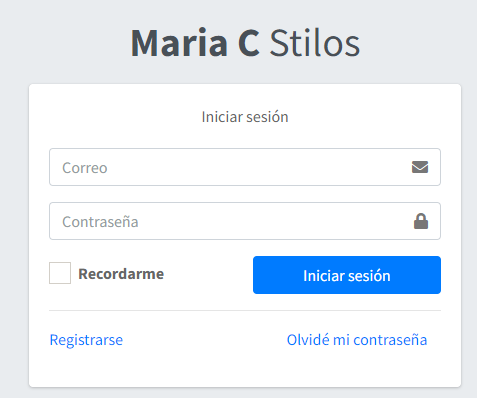 Maria C Stilos
Iniciar sesión
Correo
Contraseña
Recordarme
Iniciar sesión
Registrarse
Olvidé mi contraseña